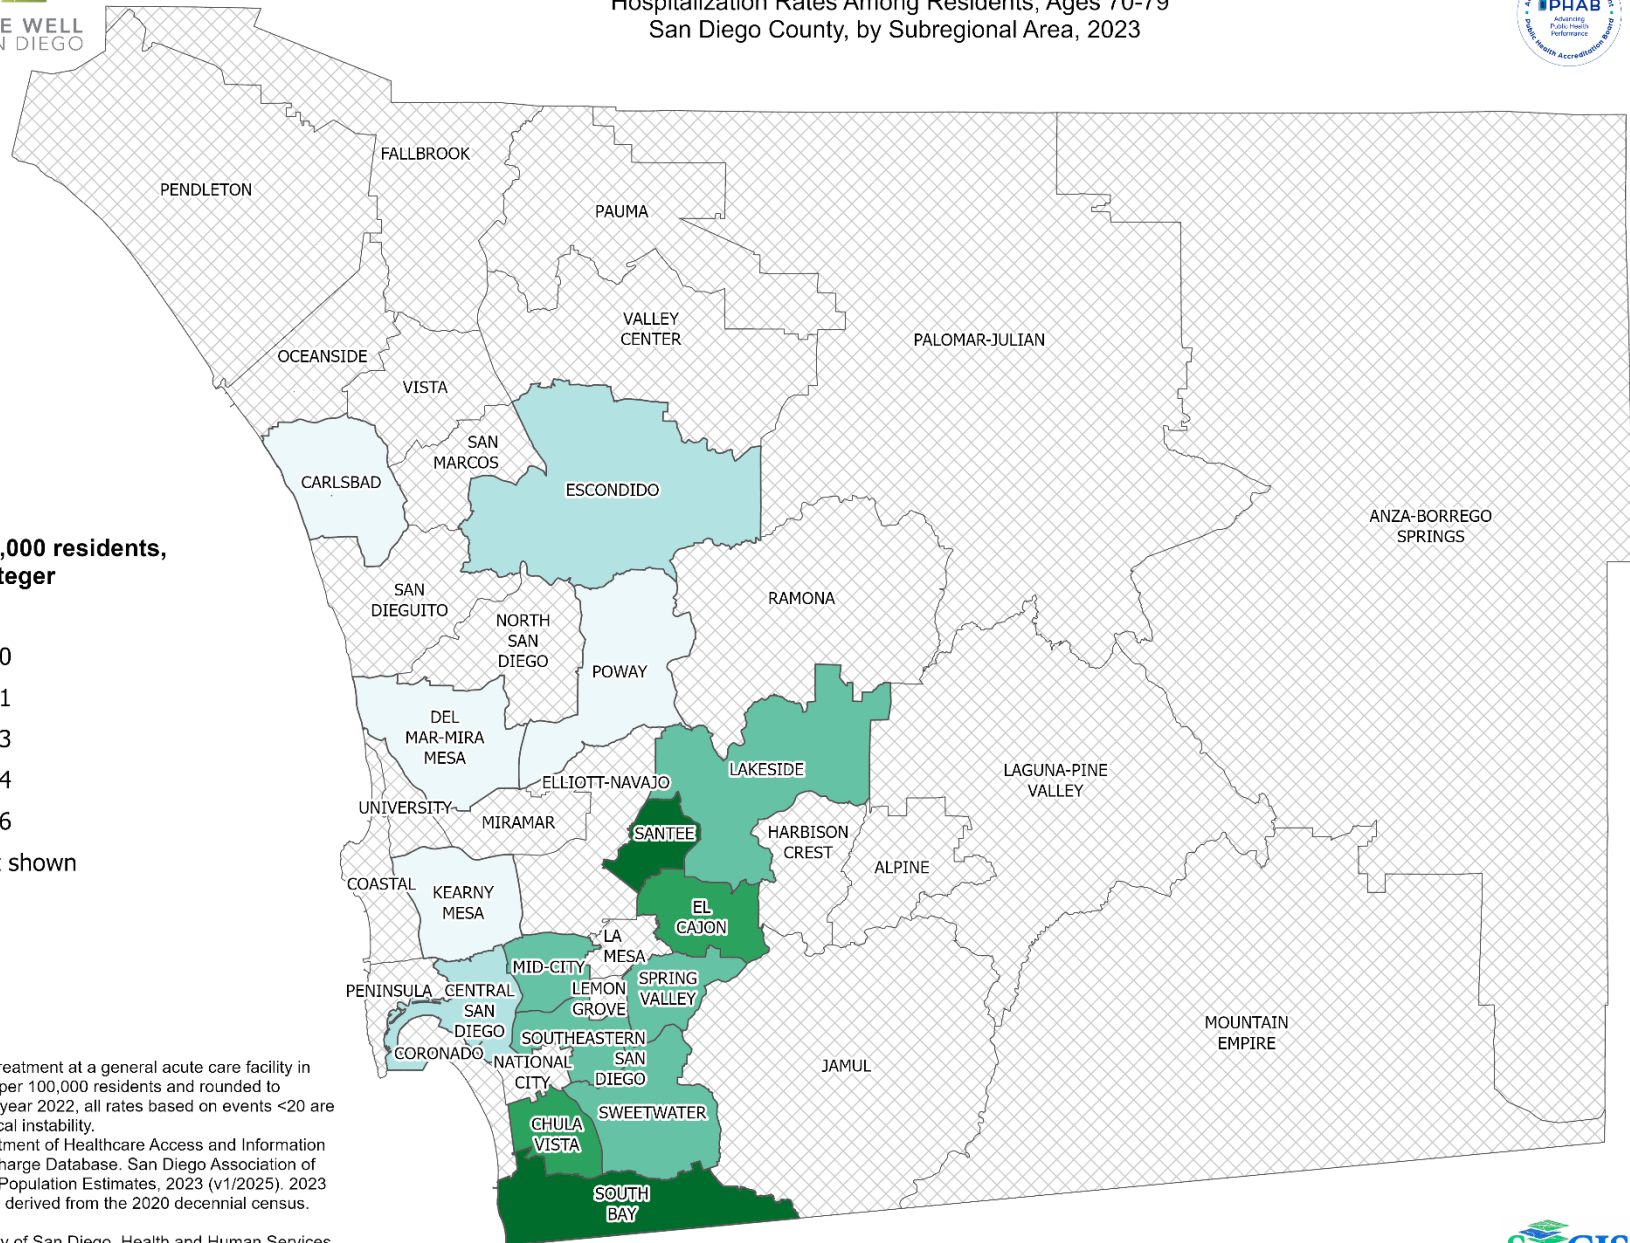 E WELL
N DIEGO
Hospitalization Rates Among Residents, Ages 70-79
San Diego County, by Subregional Area, 2023
PHAB
Advancing
Public Health
Performance
Public Health Accreditation Board
FALLBROOK
PENDLETON
PAUMA
VALLEY
CENTER
PALOMAR-JULIAN
OCEANSIDE
VISTA
SAN
MARCOS
CARLSBAD
ESCONDIDO
ANZA-BORREGO
SPRINGS
,000 residents,
teger
SAN
DIEGUITO
RAMONA
NORTH
SAN
DIEGO
0
POWAY
1
DEL
MAR-MIRA
MESA
3
LAKESIDE
LAGUNA-PINE
VALLEY
4
ELLIOTT-NAVAJO
UNIVERSITY
6
MIRAMAR
SANTEE
HARBISON
CREST
t shown
ALPINE
COASTAL
KEARNY
MESA
EL
CAJON
LA
MESA
MID-CITY
SPRING
VALLEY
PENINSULA
CENTRAL
SAN
DIEGO
LEMON
GROVE
SOUTHEASTERN
SAN
DIEGO
MOUNTAIN
EMPIRE
CORONADO
NATIONAL
CITY
JAMUL
SWEETWATER
CHULA
VISTA
SOUTH
BAY
reatment at a general acute care facility in
per 100,000 residents and rounded to
year 2022, all rates based on events <20 are
cal instability.
tment of Healthcare Access and Information
harge Database. San Diego Association of
Population Estimates, 2023 (v1/2025). 2023
derived from the 2020 decennial census.
y of San Diego, Health and Human Services